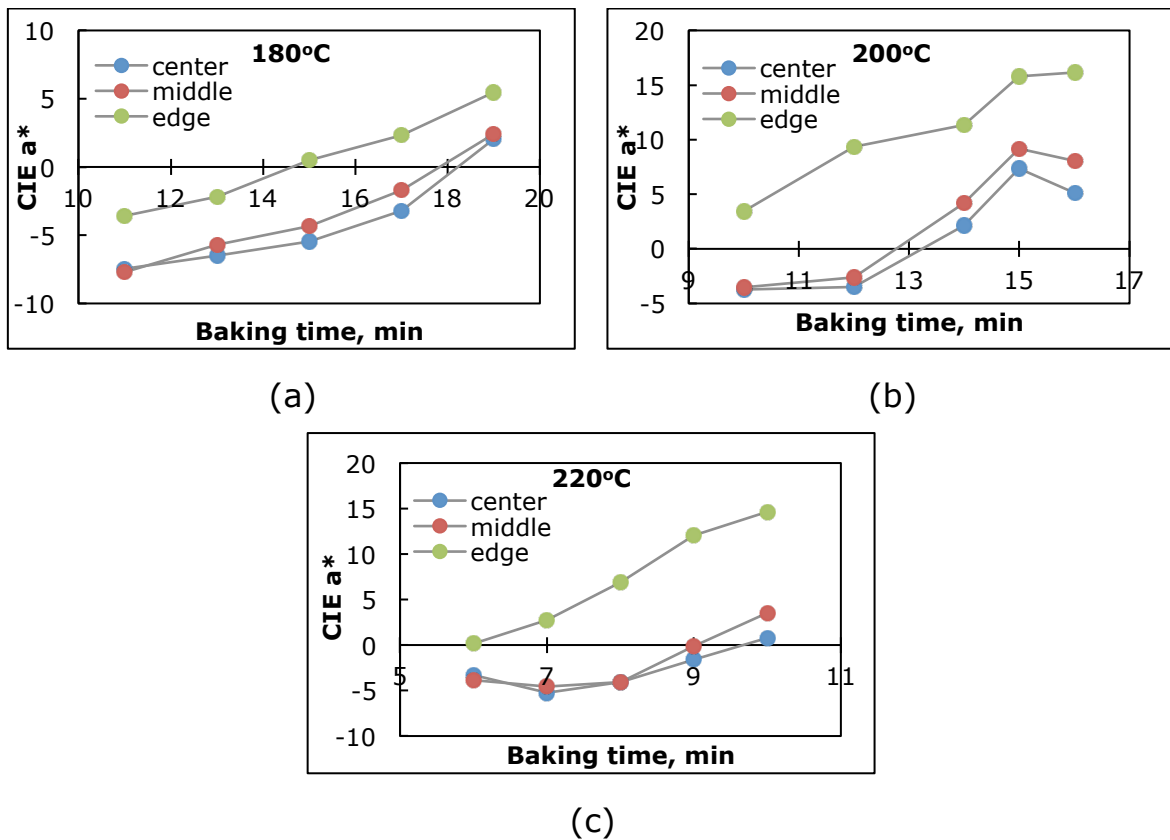 180°C
center
middle
edge
CIE a*
10
5
0
-5
-10
10 12 14 16 18 20
Baking time, min
(a)
200°C
center
middle
edge
CIE a*
20
15
10
5
0
-5
9 11 13 15 17
Baking time, min
(b)
220°C
center
middle
edge
CIE a*
20
15
10
5
0
-5
-10
5 7 9 11
Baking time, min
(c)